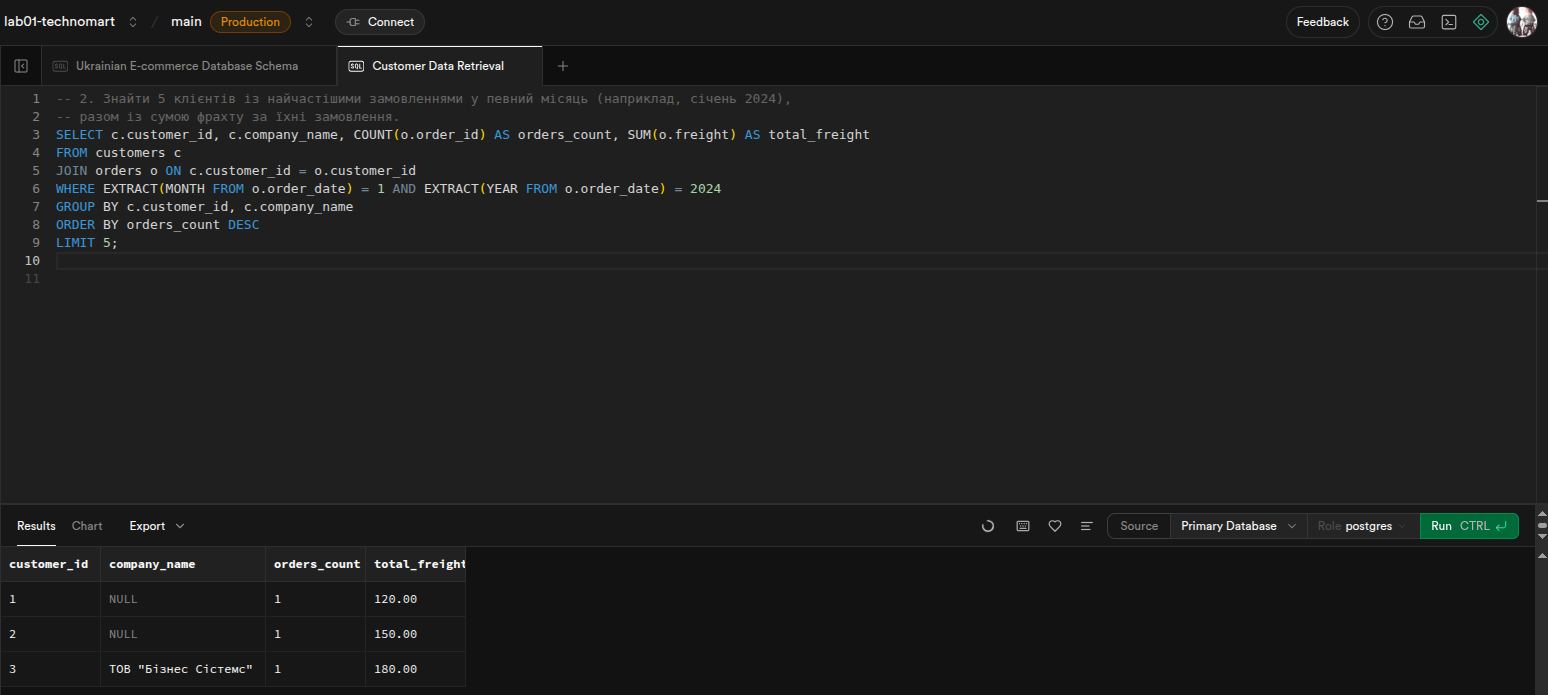 lab01-technomart / main Production Connect Feedback
Ukrainian E-commerce Database Schema Customer Data Retrieval
1 -- 2. Знайти 5 клієнтів із найчастішими замовленнями у певний місяць (наприклад, січень 2024),
2 -- разом із сумою фрахту за їхні замовлення.
3 SELECT c.customer_id, c.company_name, COUNT(o.order_id) AS orders_count, SUM(o.freight) AS total_freight
4 FROM customers c
5 JOIN orders o ON c.customer_id = o.customer_id
6 WHERE EXTRACT(MONTH FROM o.order_date) = 1 AND EXTRACT(YEAR FROM o.order_date) = 2024
7 GROUP BY c.customer_id, c.company_name
8 ORDER BY orders_count DESC
9 LIMIT 5;
10
11
Results Chart Export Source Primary Database Role postgres Run CTRL
customer_id company_name orders_count total_freight
1 NULL 1 120.00
2 NULL 1 150.00
3 ТОВ "Бізнес Сістемс" 1 180.00